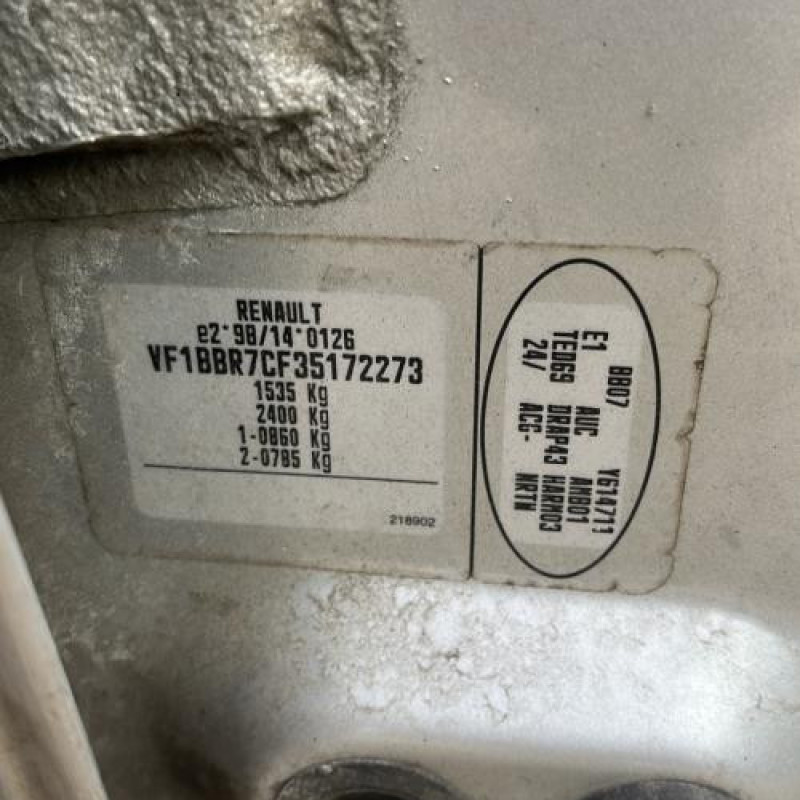 RENAULT
e2*98/14*0126
VF1BBR7CF35172273
1535 Kg
2400 Kg
1-0860 Kg
2-0785 Kg
218902
BB07 Y614711
E1 AUC AMB01
TED69 DRAP43 HARM03
24/ ACG- NRTN